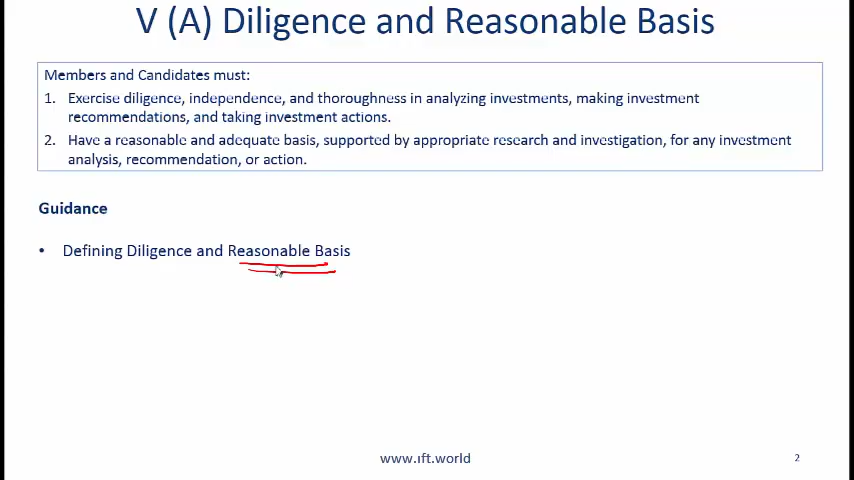 V (A) Diligence and Reasonable Basis
Members and Candidates must:
1. Exercise diligence, independence, and thoroughness in analyzing investments, making investment
recommendations, and taking investment actions.
2. Have a reasonable and adequate basis, supported by appropriate research and investigation, for any investment
analysis, recommendation, or action.
Guidance
• Defining Diligence and Reasonable Basis
www.ift.world
2